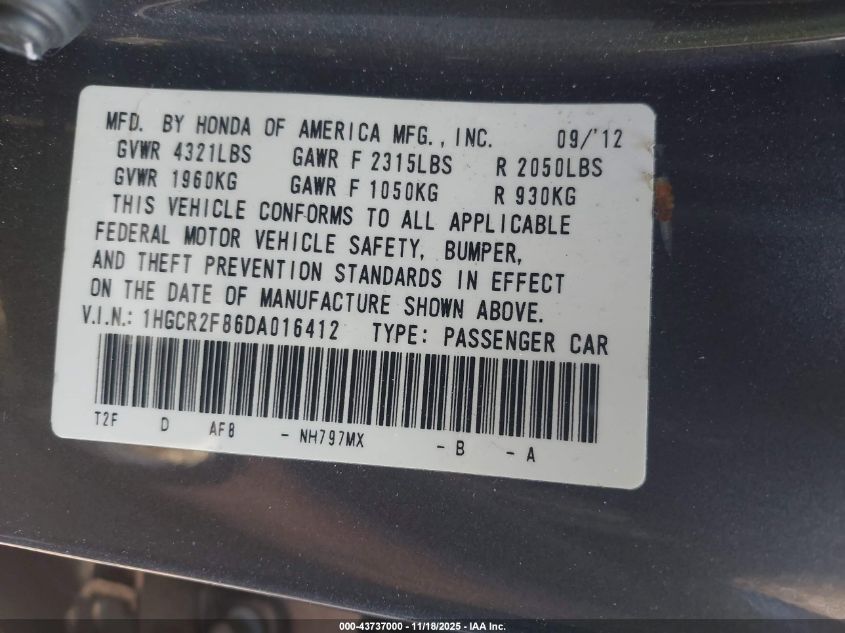 MFD. BY HONDA OF AMERICA MFG., INC. 09/'12
GVWR 4321LBS GAWR F 2315LBS R 2050LBS
GVWR 1960KG GAWR F 1050KG R 930KG
THIS VEHICLE CONFORMS TO ALL APPLICABLE
FEDERAL MOTOR VEHICLE SAFETY, BUMPER,
AND THEFT PREVENTION STANDARDS IN EFFECT
ON THE DATE OF MANUFACTURE SHOWN ABOVE.
V.I.N.: 1HGCR2F86DA016412 TYPE: PASSENGER CAR
T2F D AF8 - NH797MX - B - A
000-43737000 - 11/18/2025 - IAA Inc.